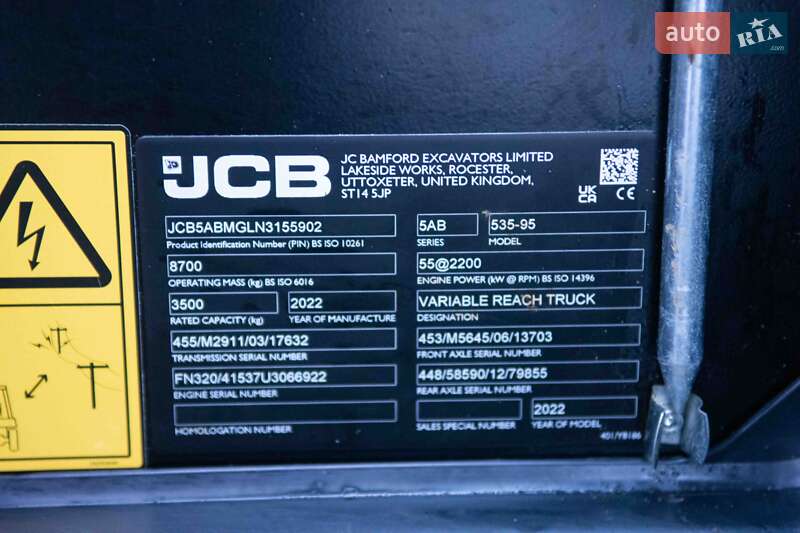 auto RIA .com
JCB
JC BAMFORD EXCAVATORS LIMITED
LAKESIDE WORKS, ROCESTER,
UTTOXETER, UNITED KINGDOM,
ST14 5JP
UK
CA
CE
JCB5ABMGLN3155902
Product Identification Number (PIN) BS ISO 10261
5AB
SERIES
535-95
MODEL
8700
OPERATING MASS (kg) BS ISO 6016
55@2200
ENGINE POWER (kW @ RPM) BS ISO 14396
3500
RATED CAPACITY (kg)
2022
YEAR OF MANUFACTURE
VARIABLE REACH TRUCK
DESIGNATION
455/M2911/03/17632
TRANSMISSION SERIAL NUMBER
453/M5645/06/13703
FRONT AXLE SERIAL NUMBER
FN320/41537U3066922
ENGINE SERIAL NUMBER
448/58590/12/79855
REAR AXLE SERIAL NUMBER
HOMOLOGATION NUMBER
SALES SPECIAL NUMBER
2022
YEAR OF MODEL
401/Y8186